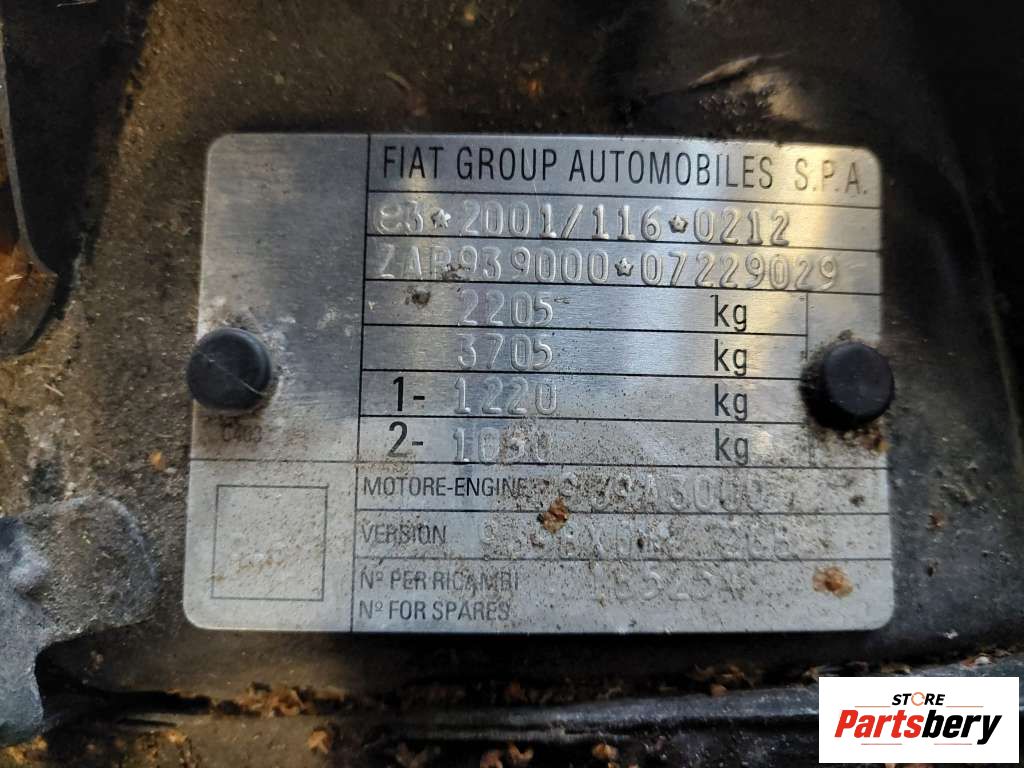 FIAT GROUP AUTOMOBILES S.P.A.
e3*2001/116*0212
ZAR939000*07229029
2205 kg
3705 kg
1- 1220 kg
2- kg
MOTORE-ENGINE
VERSION
Nº PER RICAMBI
Nº FOR SPARES
STORE
Partsbery